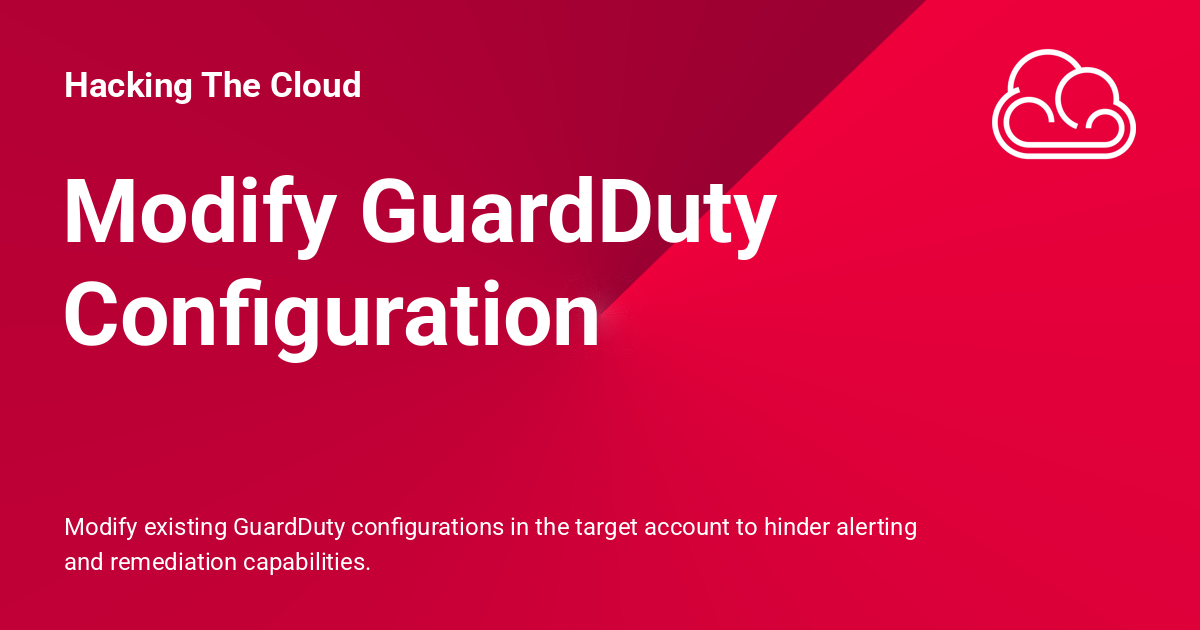 Hacking The Cloud
Modify GuardDuty
Configuration
Modify existing GuardDuty configurations in the target account to hinder alerting
and remediation capabilities.